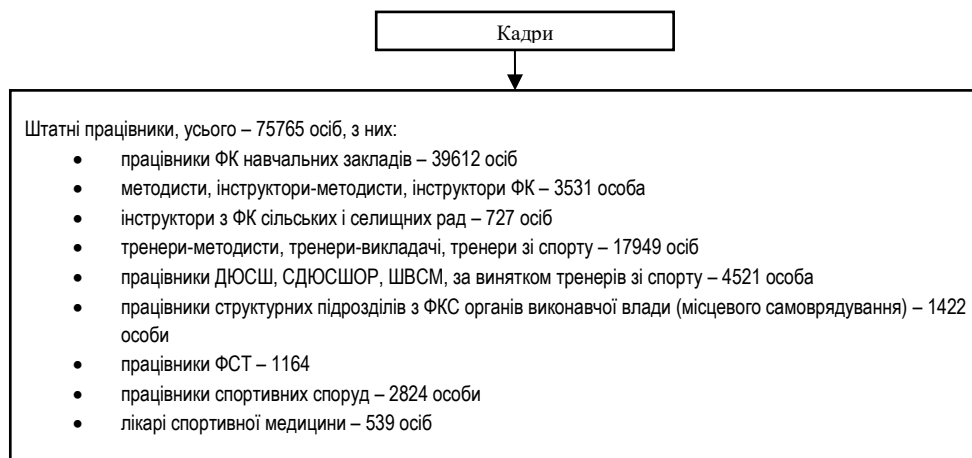 Кадри
Штатні працівники, усього – 75765 осіб, з них:
• працівники ФК навчальних закладів – 39612 осіб
• методисти, інструктори-методисти, інструктори ФК – 3531 особа
• інструктори з ФК сільських і селищних рад – 727 осіб
• тренери-методисти, тренери-викладачі, тренери зі спорту – 17949 осіб
• працівники ДЮСШ, СДЮСШОР, ШВСМ, за винятком тренерів зі спорту – 4521 особа
• працівники структурних підрозділів з ФКС органів виконавчої влади (місцевого самоврядування) – 1422
особи
• працівники ФСТ – 1164
• працівники спортивних споруд – 2824 особи
• лікарі спортивної медицини – 539 осіб